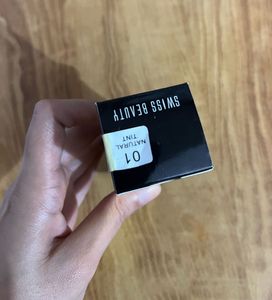 SWISS BEAUTY
01
NATURAL
TINT